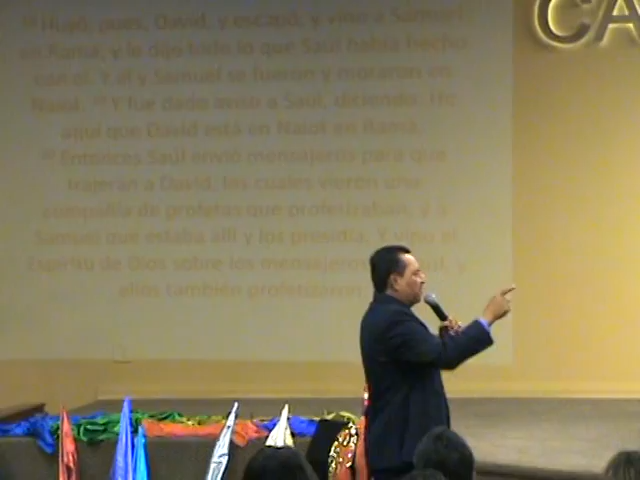 ¹⁸ Huyó, pues, David, y escapó, y vino a Samuel
en Ramá, y le dijo todo lo que Saúl había hecho
con él. Y él y Samuel se fueron y moraron en
Naiot. ¹⁹ Y fue dado aviso a Saúl, diciendo: He
aquí que David está en Naiot en Ramá.
²⁰ Entonces Saúl envió mensajeros para que
trajeran a David, los cuales vieron una
compañía de profetas que profetizaban, y a
Samuel que estaba allí y los presidía. Y vino el
Espíritu de Dios sobre los mensajeros
ellos también profetizaron
CA